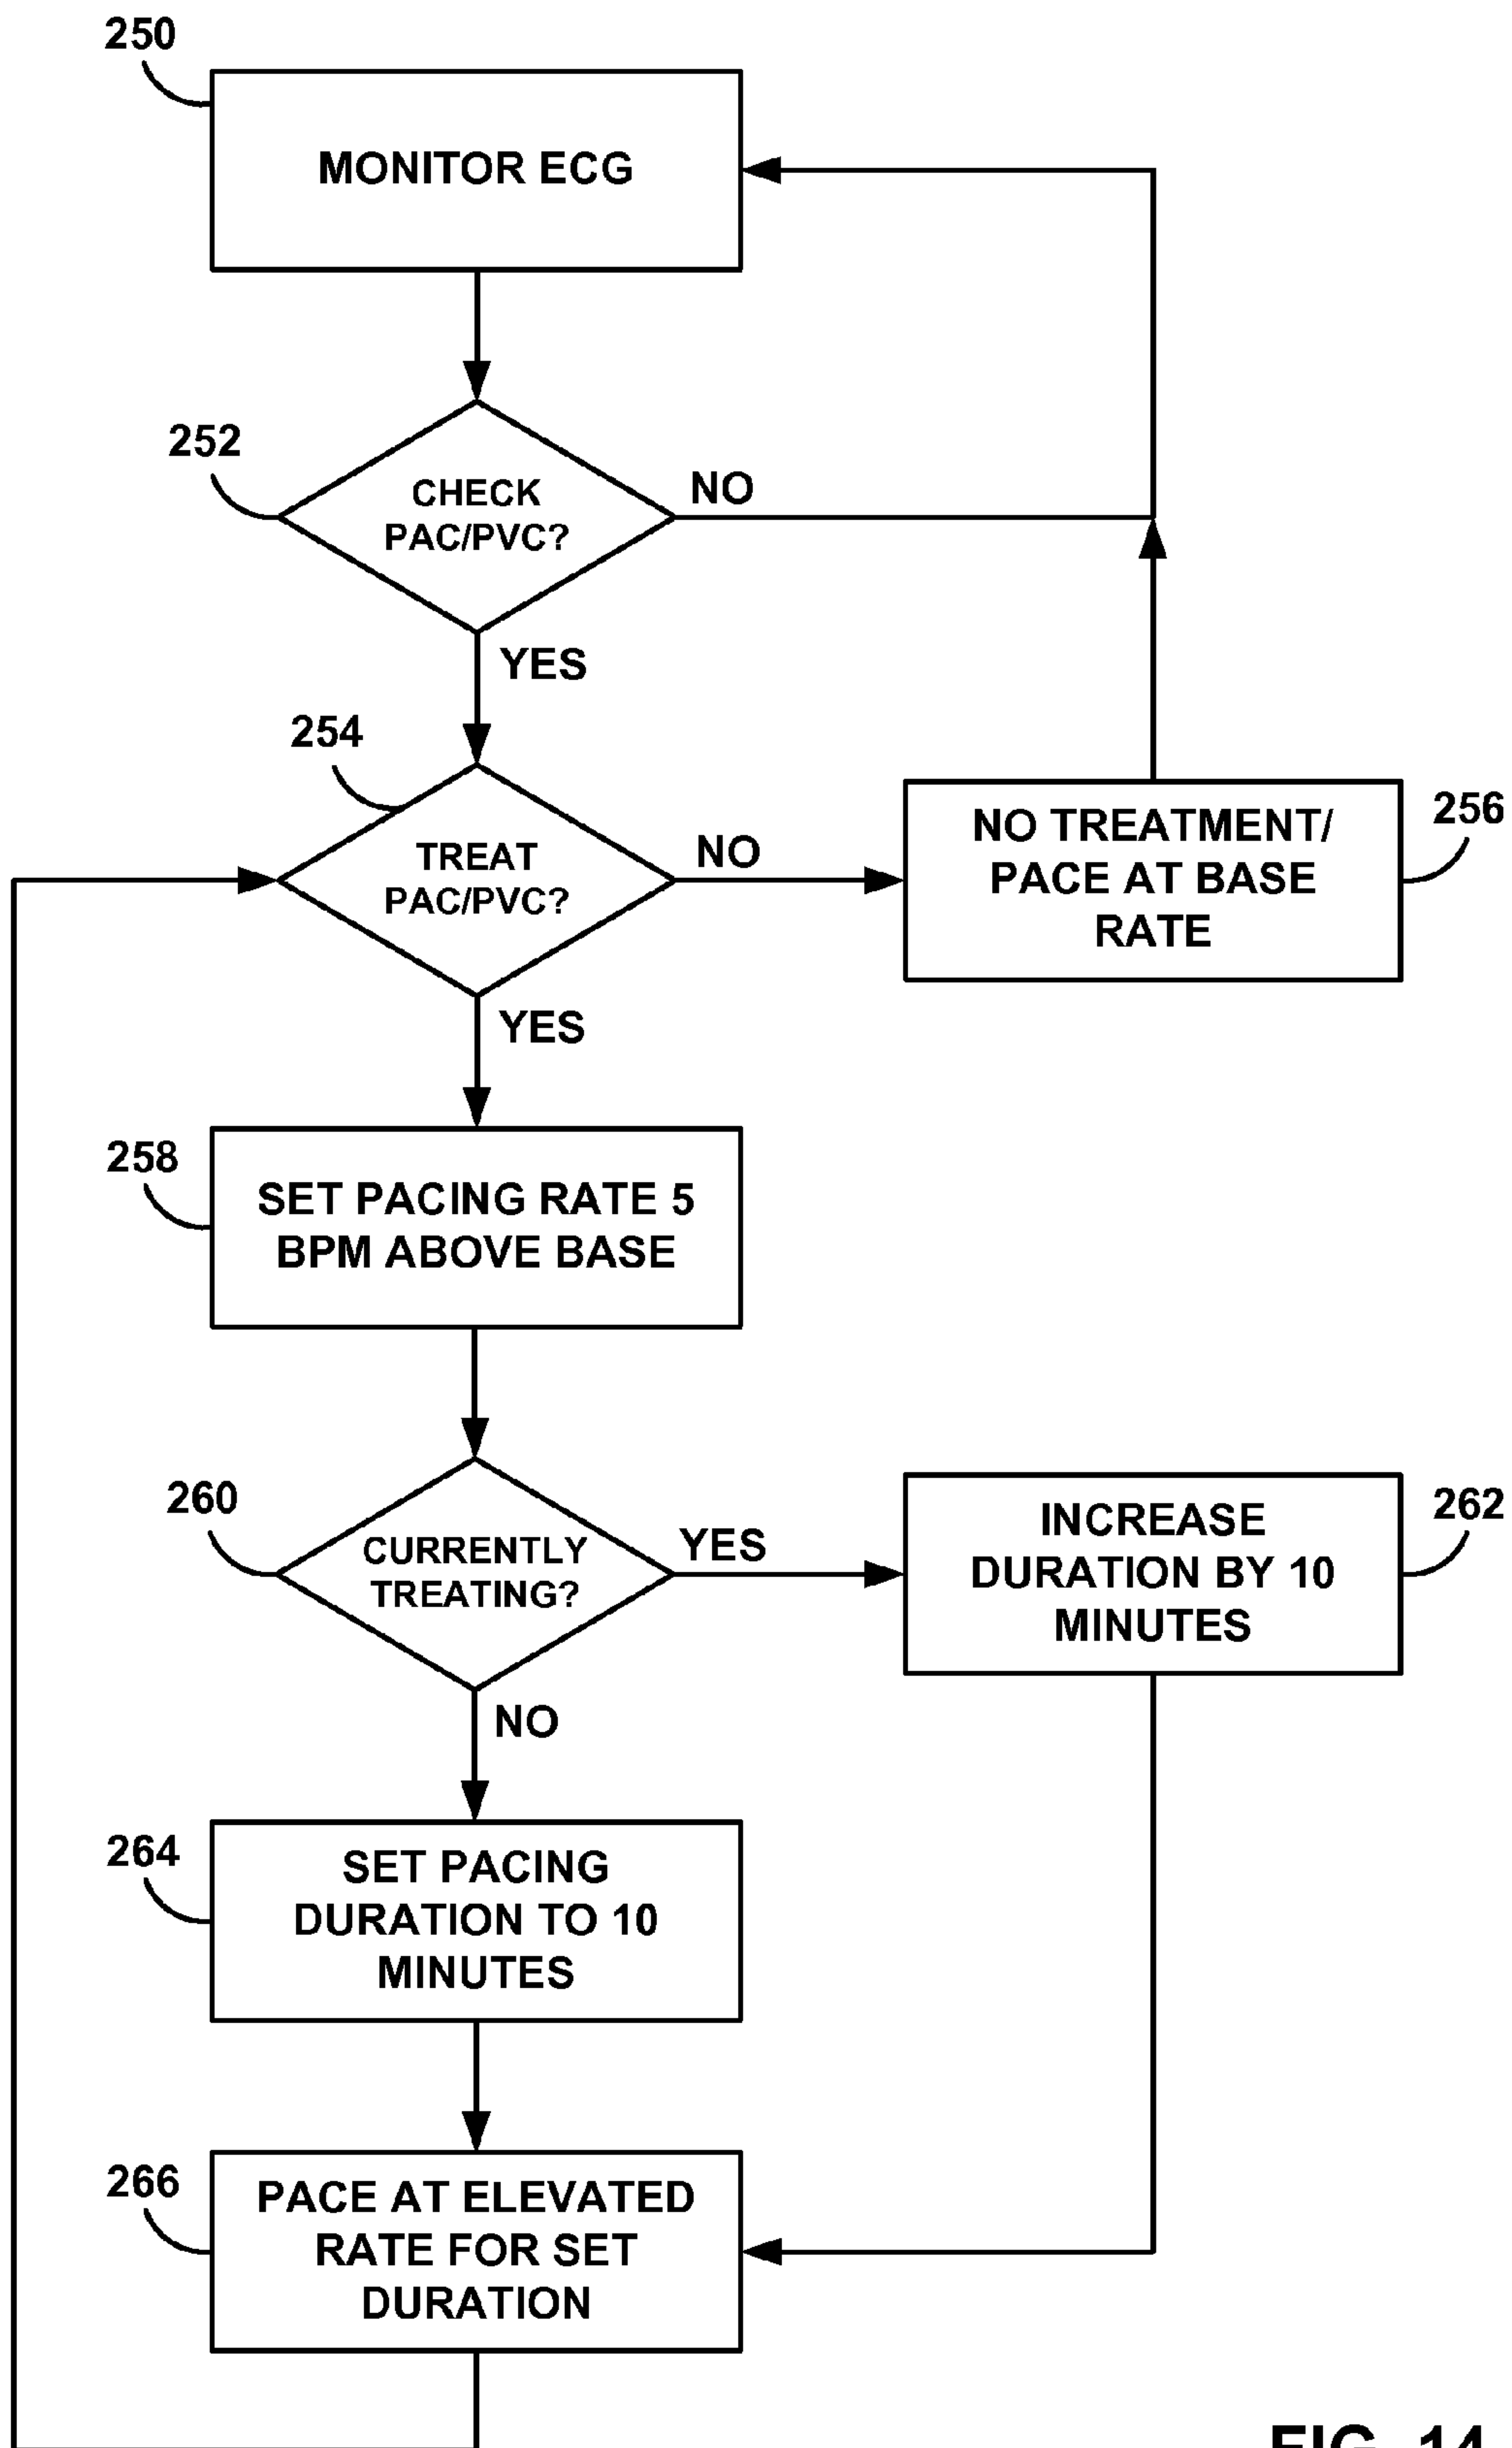 250
MONITOR ECG
252
CHECK
PAC/PVC?
NO
YES
254
TREAT
PAC/PVC?
NO
NO TREATMENT/
PACE AT BASE
RATE
256
YES
258
SET PACING RATE 5
BPM ABOVE BASE
260
CURRENTLY
TREATING?
YES
INCREASE
DURATION BY 10
MINUTES
262
NO
264
SET PACING
DURATION TO 10
MINUTES
266
PACE AT ELEVATED
RATE FOR SET
DURATION
FIG. 14